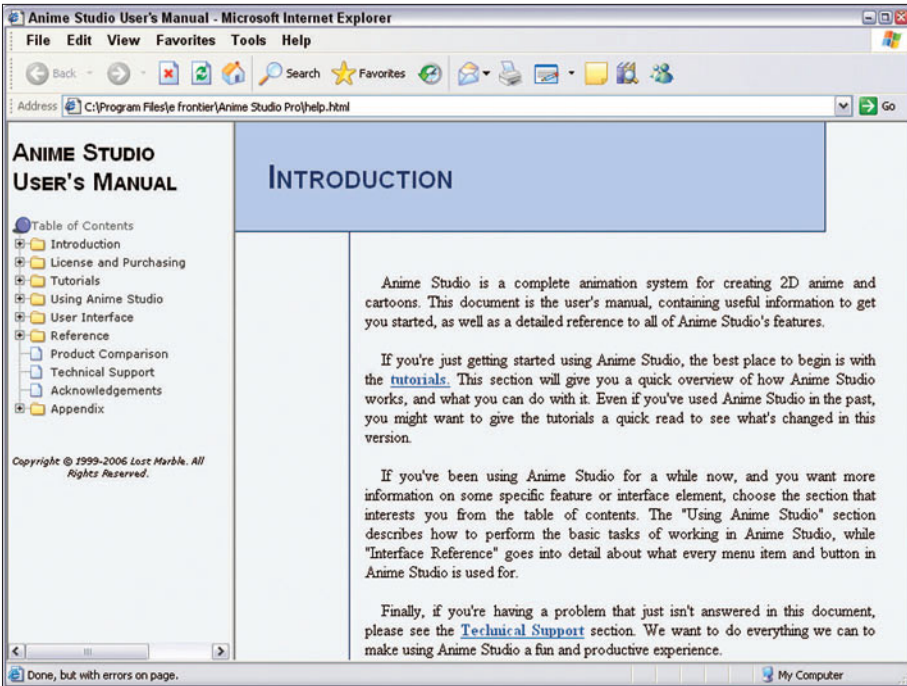 Anime Studio User's Manual - Microsoft Internet Explorer
File Edit View Favorites Tools Help
Back Search Favorites
Address C:\Program Files\e frontier\Anime Studio Pro\help.html Go
ANIME STUDIO
USER'S MANUAL
Table of Contents
Introduction
License and Purchasing
Tutorials
Using Anime Studio
User Interface
Reference
Product Comparison
Technical Support
Acknowledgements
Appendix
Copyright © 1999-2006 Lost Marble. All
Rights Reserved.
INTRODUCTION
Anime Studio is a complete animation system for creating 2D anime and
cartoons. This document is the user's manual, containing useful information to get
you started, as well as a detailed reference to all of Anime Studio's features.
If you're just getting started using Anime Studio, the best place to begin is with
the tutorials. This section will give you a quick overview of how Anime Studio
works, and what you can do with it. Even if you've used Anime Studio in the past,
you might want to give the tutorials a quick read to see what's changed in this
version.
If you've been using Anime Studio for a while now, and you want more
information on some specific feature or interface element, choose the section that
interests you from the table of contents. The "Using Anime Studio" section
describes how to perform the basic tasks of working in Anime Studio, while
"Interface Reference" goes into detail about what every menu item and button in
Anime Studio is used for.
Finally, if you're having a problem that just isn't answered in this document,
please see the Technical Support section. We want to do everything we can to
make using Anime Studio a fun and productive experience.
Done, but with errors on page. My Computer